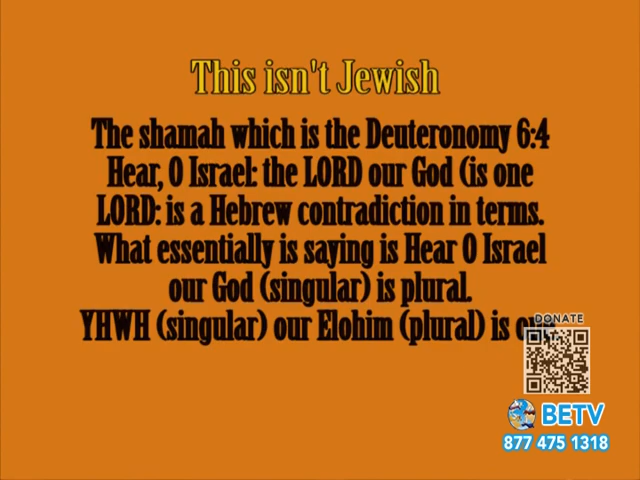 This isn't Jewish
The shamah which is the Deuteronomy 6:4
Hear, O Israel: the LORD our God (is one
LORD: is a Hebrew contradiction in terms.
What essentially is saying is Hear O Israel
our God (singular) is plural.
YHWH (singular) our Elohim (plural) is
DONATE
BETV
877 475 1318